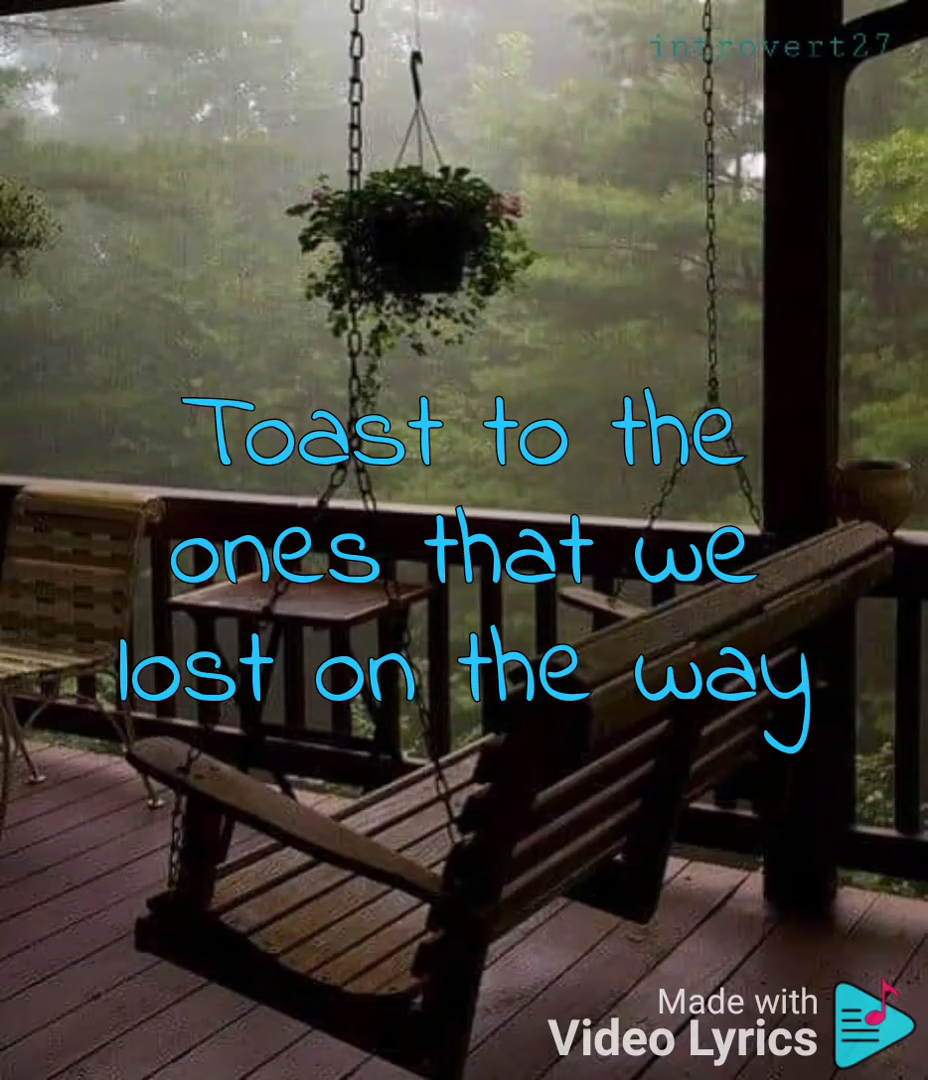 introvert27
Toast to the
ones that we
lost on the way
Made with
Video Lyrics